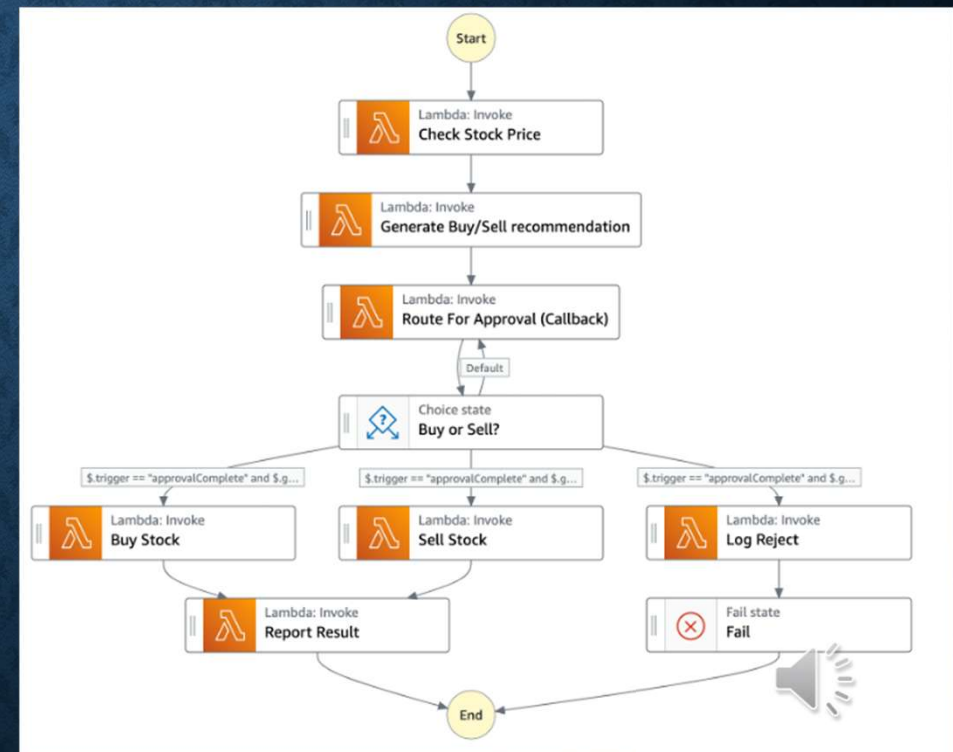 Start
Lambda: Invoke
Check Stock Price
Lambda: Invoke
Generate Buy/Sell recommendation
Lambda: Invoke
Route For Approval (Callback)
Default
Choice state
Buy or Sell?
$.trigger == "approvalComplete" and $.g...
$.trigger == "approvalComplete" and $.g...
$.trigger == "approvalComplete" and $.g...
Lambda: Invoke
Buy Stock
Lambda: Invoke
Sell Stock
Lambda: Invoke
Log Reject
Lambda: Invoke
Report Result
Fail state
Fail
End